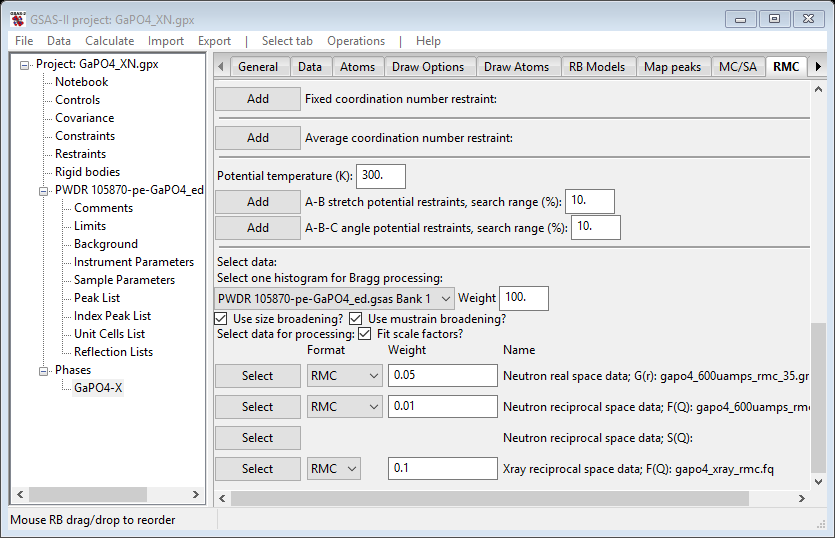 GSAS-II project: GaPO4_XN.gpx
File Data Calculate Import Export | Select tab Operations | Help
Project: GaPO4_XN.gpx
Notebook
Controls
Covariance
Constraints
Restraints
Rigid bodies
PWDR 105870-pe-GaPO4_ed
Comments
Limits
Background
Instrument Parameters
Sample Parameters
Peak List
Index Peak List
Unit Cells List
Reflection Lists
Phases
GaPO4-X
General Data Atoms Draw Options Draw Atoms RB Models Map peaks MC/SA RMC
Add Fixed coordination number restraint:
Add Average coordination number restraint:
Potential temperature (K): 300.
Add A-B stretch potential restraints, search range (%): 10.
Add A-B-C angle potential restraints, search range (%): 10.
Select data:
Select one histogram for Bragg processing:
PWDR 105870-pe-GaPO4_ed.gsas Bank 1 Weight 100.
Use size broadening? Use mustrain broadening?
Select data for processing: Fit scale factors?
Format Weight Name
Select RMC 0.05 Neutron real space data; G(r): gapo4_600uamps_rmc_35.gr
Select RMC 0.01 Neutron reciprocal space data; F(Q): gapo4_600uamps_rmc
Select Neutron reciprocal space data; S(Q):
Select RMC 0.1 Xray reciprocal space data; F(Q): gapo4_xray_rmc.fq
Mouse RB drag/drop to reorder